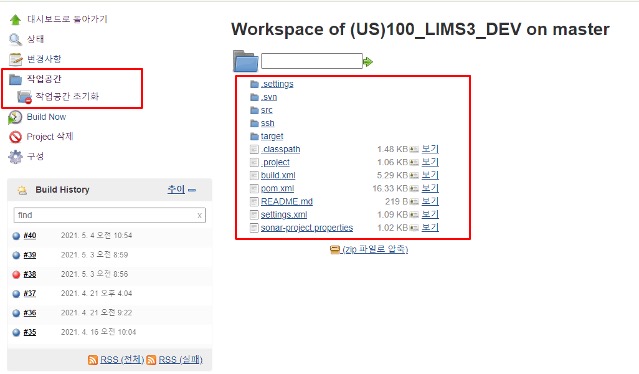 대시보드로 돌아가기
상태
변경사항
작업공간
작업공간 초기화
Build Now
Project 삭제
구성
Build History 추이
find x
#40 2021. 5. 4 오전 10:54
#39 2021. 5. 3 오전 8:59
#38 2021. 5. 3 오전 8:56
#37 2021. 4. 21 오후 4:04
#36 2021. 4. 21 오전 9:22
#35 2021. 4. 16 오전 10:04
RSS (전체) RSS (실패)
Workspace of (US)100_LIMS3_DEV on master
.settings
.svn
src
ssh
target
.classpath 1.48 KB 보기
.project 1.06 KB 보기
build.xml 5.29 KB 보기
pom.xml 16.33 KB 보기
README.md 219 B 보기
settings.xml 1.09 KB 보기
sonar-project.properties 1.02 KB 보기
(zip 파일로 압축)